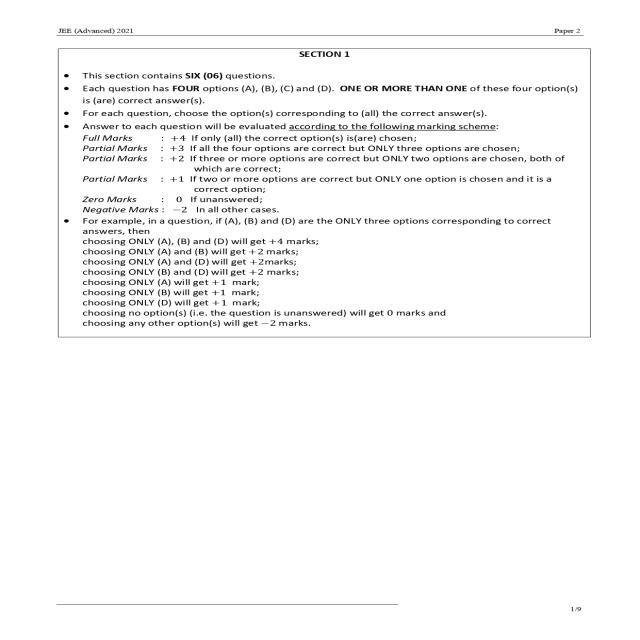 JEE (Advanced) 2021 Paper 2
SECTION 1
• This section contains SIX (06) questions.
• Each question has FOUR options (A), (B), (C) and (D). ONE OR MORE THAN ONE of these four option(s)
is (are) correct answer(s).
• For each question, choose the option(s) corresponding to (all) the correct answer(s).
• Answer to each question will be evaluated according to the following marking scheme:
Full Marks : +4 If only (all) the correct option(s) is(are) chosen;
Partial Marks : +3 If all the four options are correct but ONLY three options are chosen;
Partial Marks : +2 If three or more options are correct but ONLY two options are chosen, both of
which are correct;
Partial Marks : +1 If two or more options are correct but ONLY one option is chosen and it is a
correct option;
Zero Marks : 0 If unanswered;
Negative Marks : −2 In all other cases.
• For example, in a question, if (A), (B) and (D) are the ONLY three options corresponding to correct
answers, then
choosing ONLY (A), (B) and (D) will get +4 marks;
choosing ONLY (A) and (B) will get +2 marks;
choosing ONLY (A) and (D) will get +2marks;
choosing ONLY (B) and (D) will get +2 marks;
choosing ONLY (A) will get +1 mark;
choosing ONLY (B) will get +1 mark;
choosing ONLY (D) will get +1 mark;
choosing no option(s) (i.e. the question is unanswered) will get 0 marks and
choosing any other option(s) will get −2 marks.
1/9